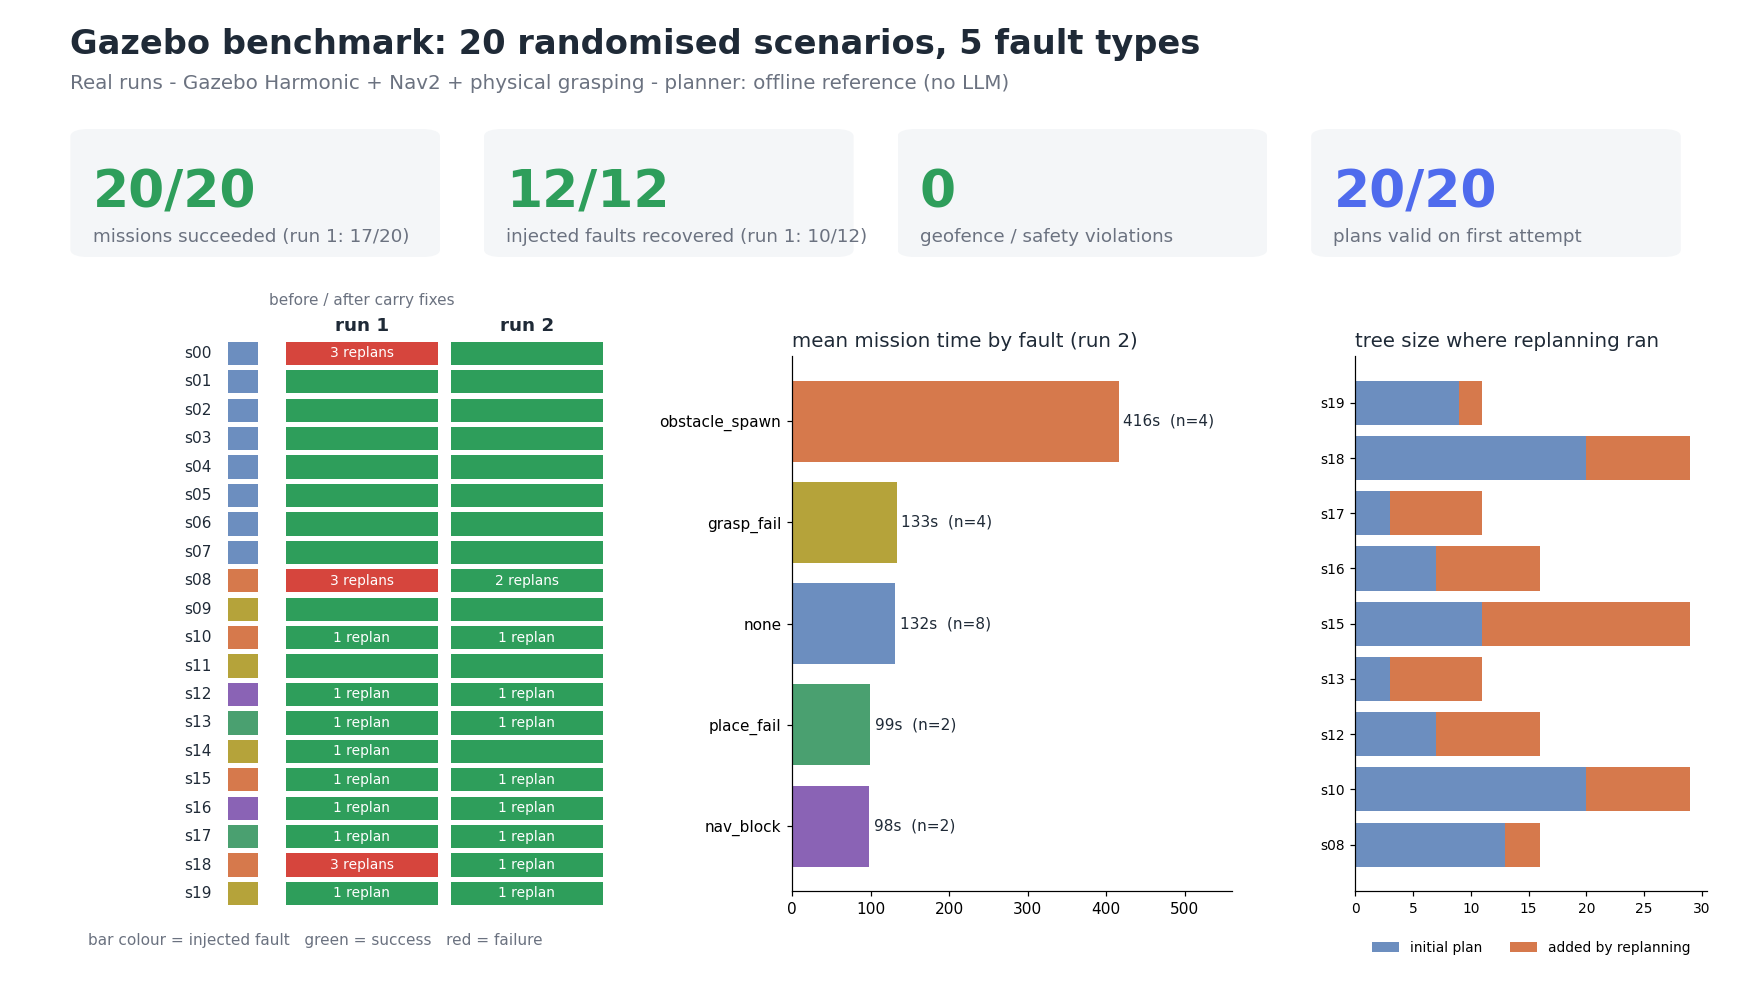 Gazebo benchmark: 20 randomised scenarios, 5 fault types
Real runs - Gazebo Harmonic + Nav2 + physical grasping - planner: offline reference (no LLM)
20/20
missions succeeded (run 1: 17/20)
12/12
injected faults recovered (run 1: 10/12)
0
geofence / safety violations
20/20
plans valid on first attempt
before / after carry fixes
run 1 run 2
s00 3 replans
s01
s02
s03
s04
s05
s06
s07
s08 3 replans 2 replans
s09
s10 1 replan 1 replan
s11
s12 1 replan 1 replan
s13 1 replan 1 replan
s14 1 replan
s15 1 replan 1 replan
s16 1 replan 1 replan
s17 1 replan 1 replan
s18 3 replans 1 replan
s19 1 replan 1 replan
bar colour = injected fault green = success red = failure
mean mission time by fault (run 2)
obstacle_spawn 416s (n=4)
grasp_fail 133s (n=4)
none 132s (n=8)
place_fail 99s (n=2)
nav_block 98s (n=2)
0 100 200 300 400 500
tree size where replanning ran
s19
s18
s17
s16
s15
s13
s12
s10
s08
0 5 10 15 20 25 30
initial plan added by replanning